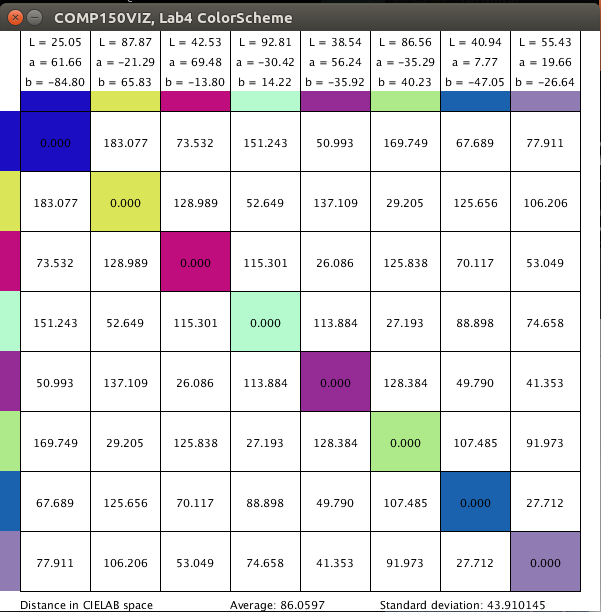 COMP150VIZ, Lab4 ColorScheme
L = 25.05 L = 87.87 L = 42.53 L = 92.81 L = 38.54 L = 86.56 L = 40.94 L = 55.43
a = 61.66 a = −21.29 a = 69.48 a = −30.42 a = 56.24 a = −35.29 a = 7.77 a = 19.66
b = −84.80 b = 65.83 b = −13.80 b = 14.22 b = −35.92 b = 40.23 b = −47.05 b = −26.64
0.000 183.077 73.532 151.243 50.993 169.749 67.689 77.911
183.077 0.000 128.989 52.649 137.109 29.205 125.656 106.206
73.532 128.989 0.000 115.301 26.086 125.838 70.117 53.049
151.243 52.649 115.301 0.000 113.884 27.193 88.898 74.658
50.993 137.109 26.086 113.884 0.000 128.384 49.790 41.353
169.749 29.205 125.838 27.193 128.384 0.000 107.485 91.973
67.689 125.656 70.117 88.898 49.790 107.485 0.000 27.712
77.911 106.206 53.049 74.658 41.353 91.973 27.712 0.000
Distance in CIELAB space Average: 86.0597 Standard deviation: 43.910145